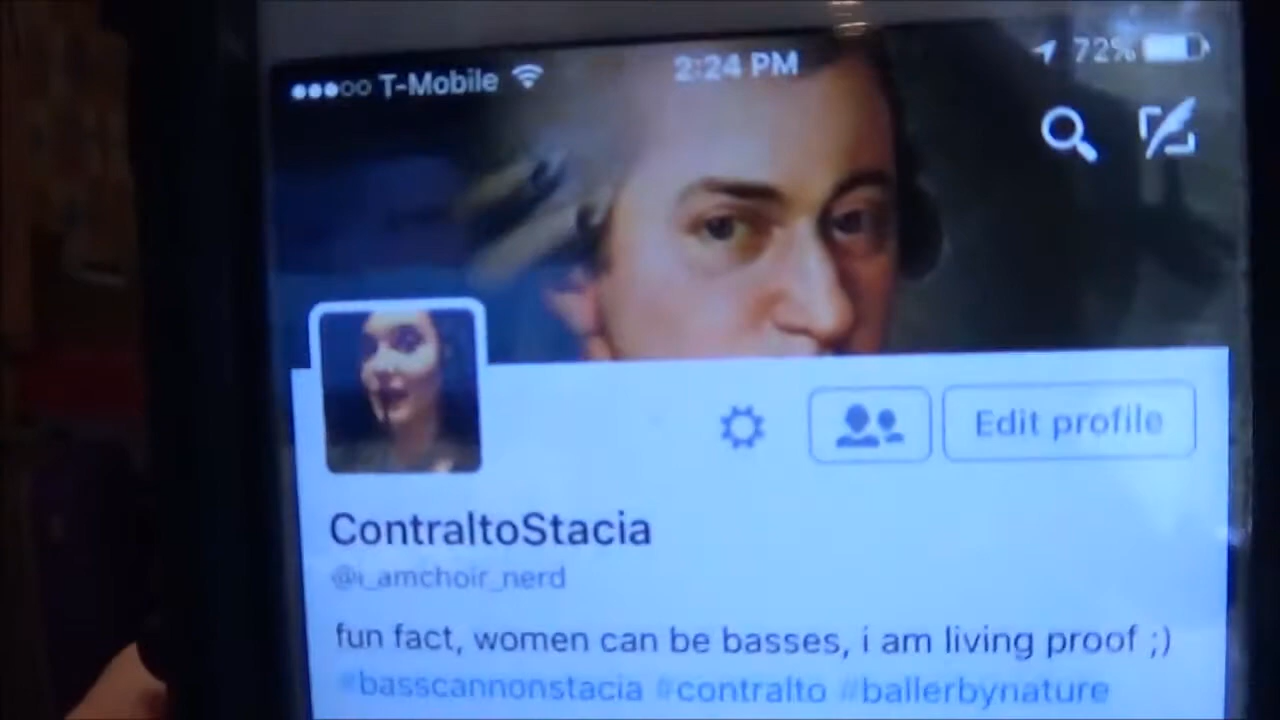 T-Mobile 2:24 PM 72%
Edit profile
ContraltoStacia
@i_amchoir_nerd
fun fact, women can be basses, i am living proof ;)
#basscannonstacia #contralto #ballerbynature